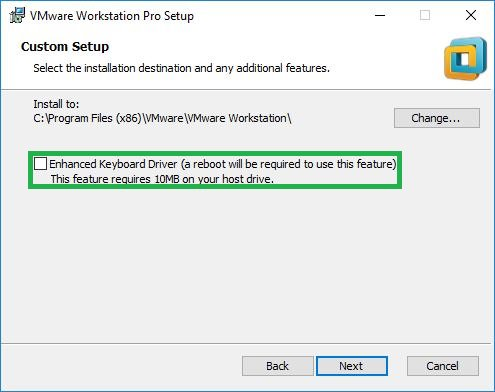 VMware Workstation Pro Setup
Custom Setup
Select the installation destination and any additional features.
Install to:
C:\Program Files (x86)\VMware\VMware Workstation\
Change...
Enhanced Keyboard Driver (a reboot will be required to use this feature)
This feature requires 10MB on your host drive.
Back
Next
Cancel